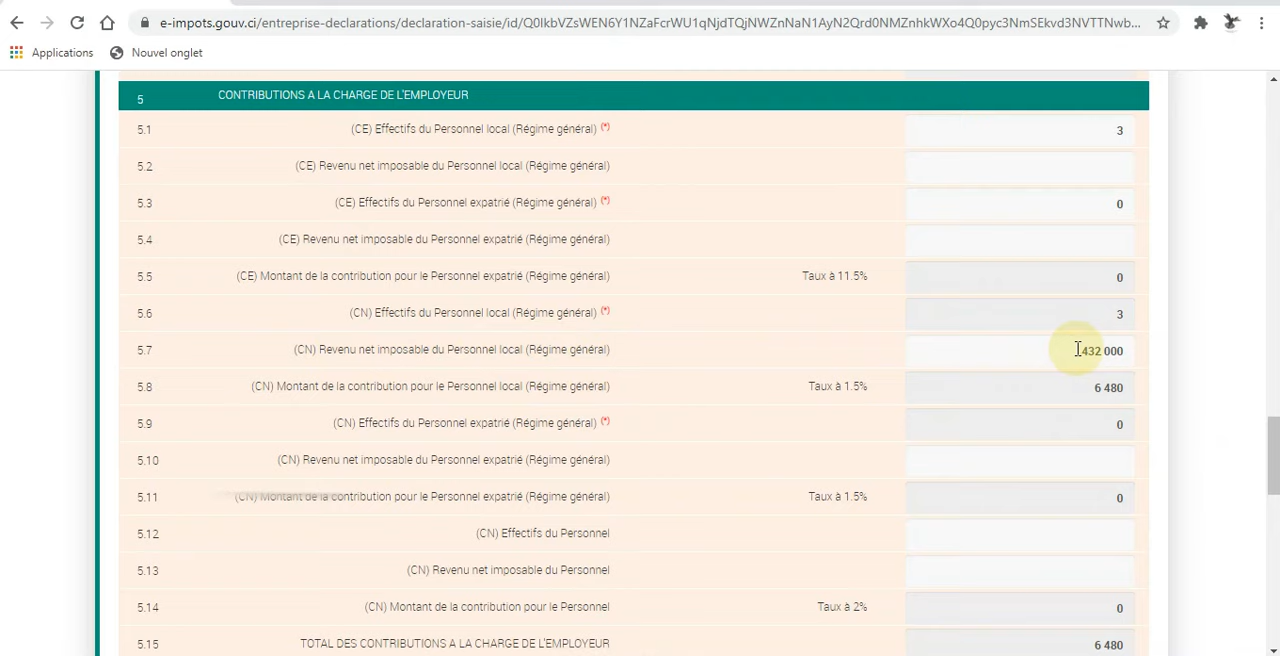 e-impots.gouv.ci/entreprise-declarations/declaration-saisie/id/Q0lkbVZsWEN6Y1NZaFcrWU1qNjdTQjNWZnNaN1AyN2Qrd0NMZnhkWXo4Q0pyc3NmSEkvd3NVTTNwb...
Applications Nouvel onglet
5 CONTRIBUTIONS A LA CHARGE DE L'EMPLOYEUR
5.1 (CE) Effectifs du Personnel local (Régime général) (*) 3
5.2 (CE) Revenu net imposable du Personnel local (Régime général)
5.3 (CE) Effectifs du Personnel expatrié (Régime général) (*) 0
5.4 (CE) Revenu net imposable du Personnel expatrié (Régime général)
5.5 (CE) Montant de la contribution pour le Personnel expatrié (Régime général) Taux à 11.5% 0
5.6 (CN) Effectifs du Personnel local (Régime général) (*) 3
5.7 (CN) Revenu net imposable du Personnel local (Régime général) 432 000
5.8 (CN) Montant de la contribution pour le Personnel local (Régime général) Taux à 1.5% 6 480
5.9 (CN) Effectifs du Personnel expatrié (Régime général) (*) 0
5.10 (CN) Revenu net imposable du Personnel expatrié (Régime général)
5.11 (CN) Montant de la contribution pour le Personnel expatrié (Régime général) Taux à 1.5% 0
5.12 (CN) Effectifs du Personnel
5.13 (CN) Revenu net imposable du Personnel
5.14 (CN) Montant de la contribution pour le Personnel Taux à 2% 0
5.15 TOTAL DES CONTRIBUTIONS A LA CHARGE DE L'EMPLOYEUR 6 480